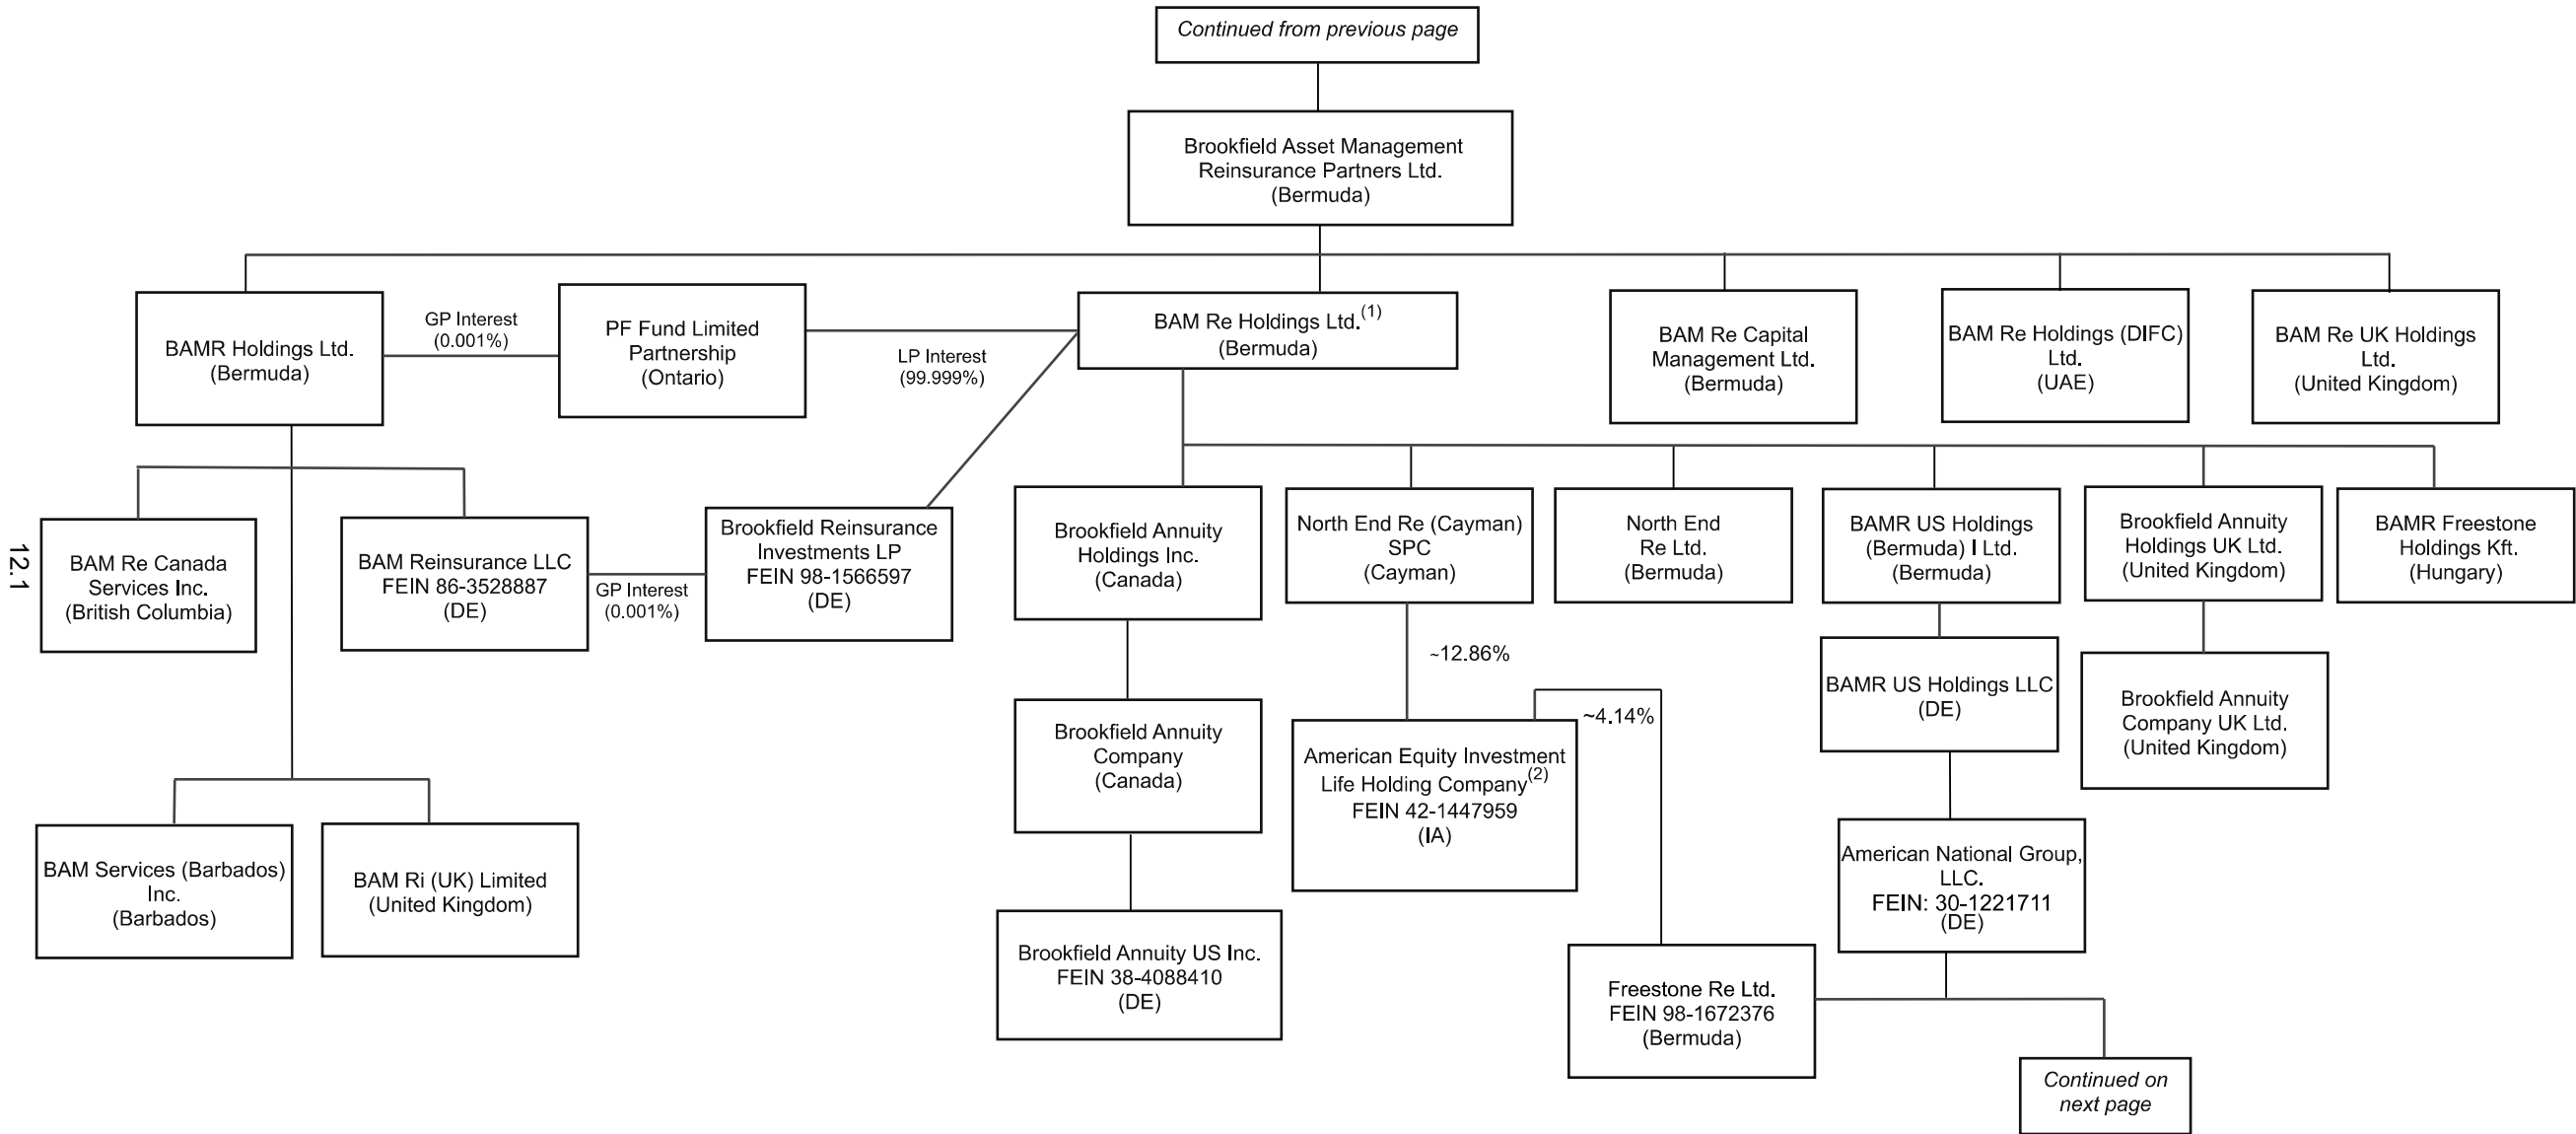 Continued from previous page
Brookfield Asset Management
Reinsurance Partners Ltd.
(Bermuda)
BAMR Holdings Ltd.
(Bermuda)
GP Interest
(0.001%)
PF Fund Limited
Partnership
(Ontario)
LP Interest
(99.999%)
BAM Re Holdings Ltd.(1)
(Bermuda)
BAM Re Capital
Management Ltd.
(Bermuda)
BAM Re Holdings (DIFC)
Ltd.
(UAE)
BAM Re UK Holdings
Ltd.
(United Kingdom)
12.1
BAM Re Canada
Services Inc.
(British Columbia)
BAM Reinsurance LLC
FEIN 86-3528887
(DE)
GP Interest
(0.001%)
Brookfield Reinsurance
Investments LP
FEIN 98-1566597
(DE)
Brookfield Annuity
Holdings Inc.
(Canada)
North End Re (Cayman)
SPC
(Cayman)
North End
Re Ltd.
(Bermuda)
BAMR US Holdings
(Bermuda) I Ltd.
(Bermuda)
Brookfield Annuity
Holdings UK Ltd.
(United Kingdom)
BAMR Freestone
Holdings Kft.
(Hungary)
~12.86%
~4.14%
BAMR US Holdings LLC
(DE)
Brookfield Annuity
Company UK Ltd.
(United Kingdom)
Brookfield Annuity
Company
(Canada)
American Equity Investment
Life Holding Company(2)
FEIN 42-1447959
(IA)
BAM Services (Barbados)
Inc.
(Barbados)
BAM Ri (UK) Limited
(United Kingdom)
American National Group,
LLC.
FEIN: 30-1221711
(DE)
Brookfield Annuity US Inc.
FEIN 38-4088410
(DE)
Freestone Re Ltd.
FEIN 98-1672376
(Bermuda)
Continued on
next page